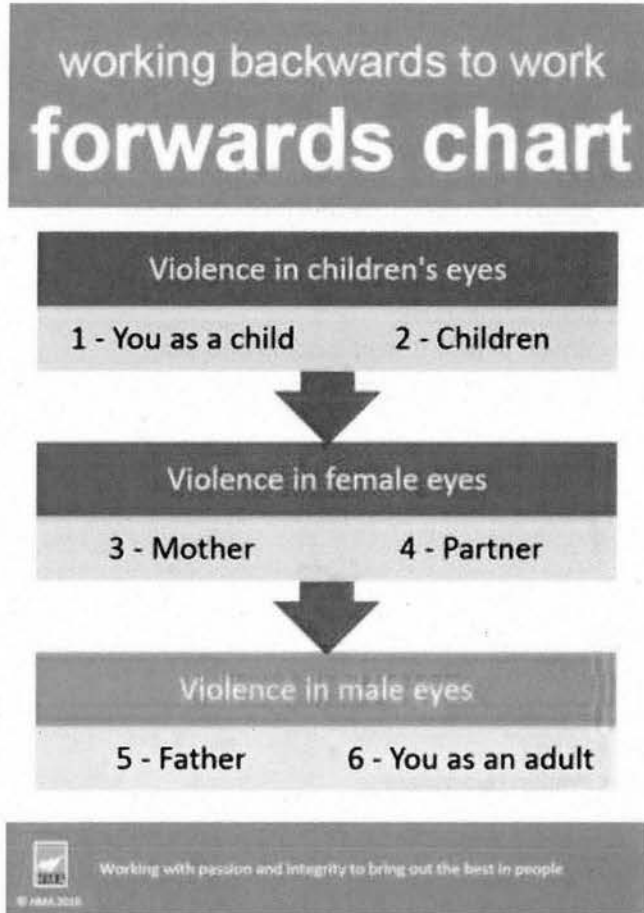 working backwards to work
forwards chart
Violence in children's eyes
1 - You as a child 2 - Children
Violence in female eyes
3 - Mother 4 - Partner
Violence in male eyes
5 - Father 6 - You as an adult
Working with passion and integrity to bring out the best in people